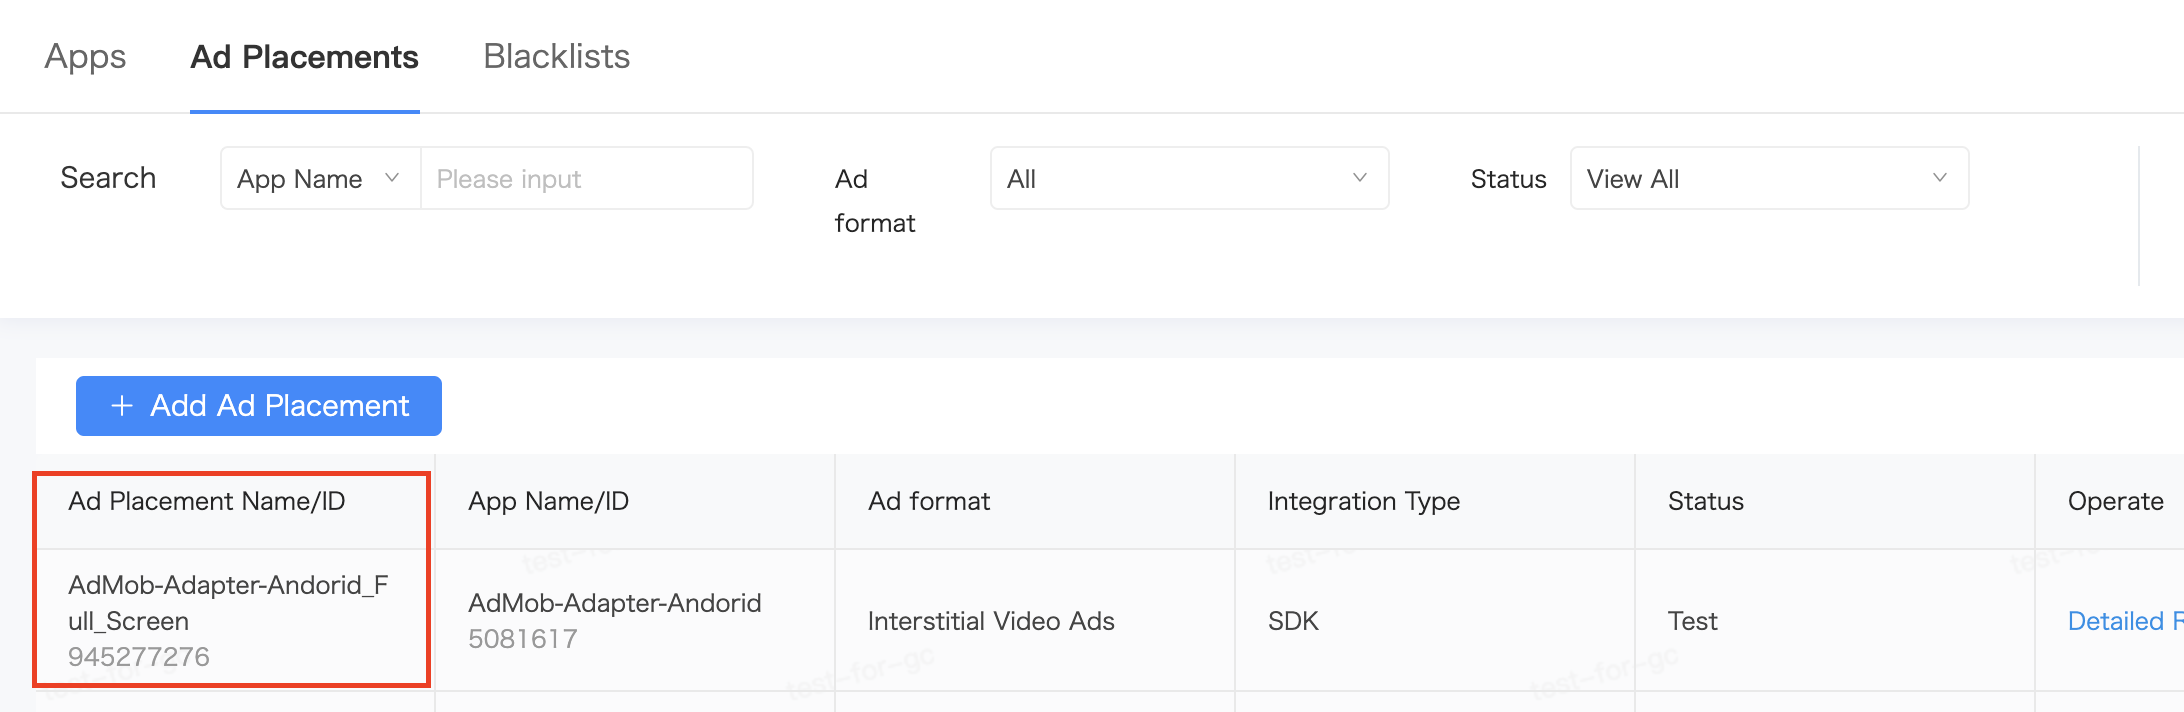 Apps Ad Placements Blacklists
Search App Name Please input Ad format All Status View All
+ Add Ad Placement
Ad Placement Name/ID App Name/ID Ad format Integration Type Status Operate
AdMob-Adapter-Andorid_F
ull_Screen
945277276
AdMob-Adapter-Andorid
5081617
Interstitial Video Ads
SDK
Test
Detailed R
test-for-gc
test-for-gc